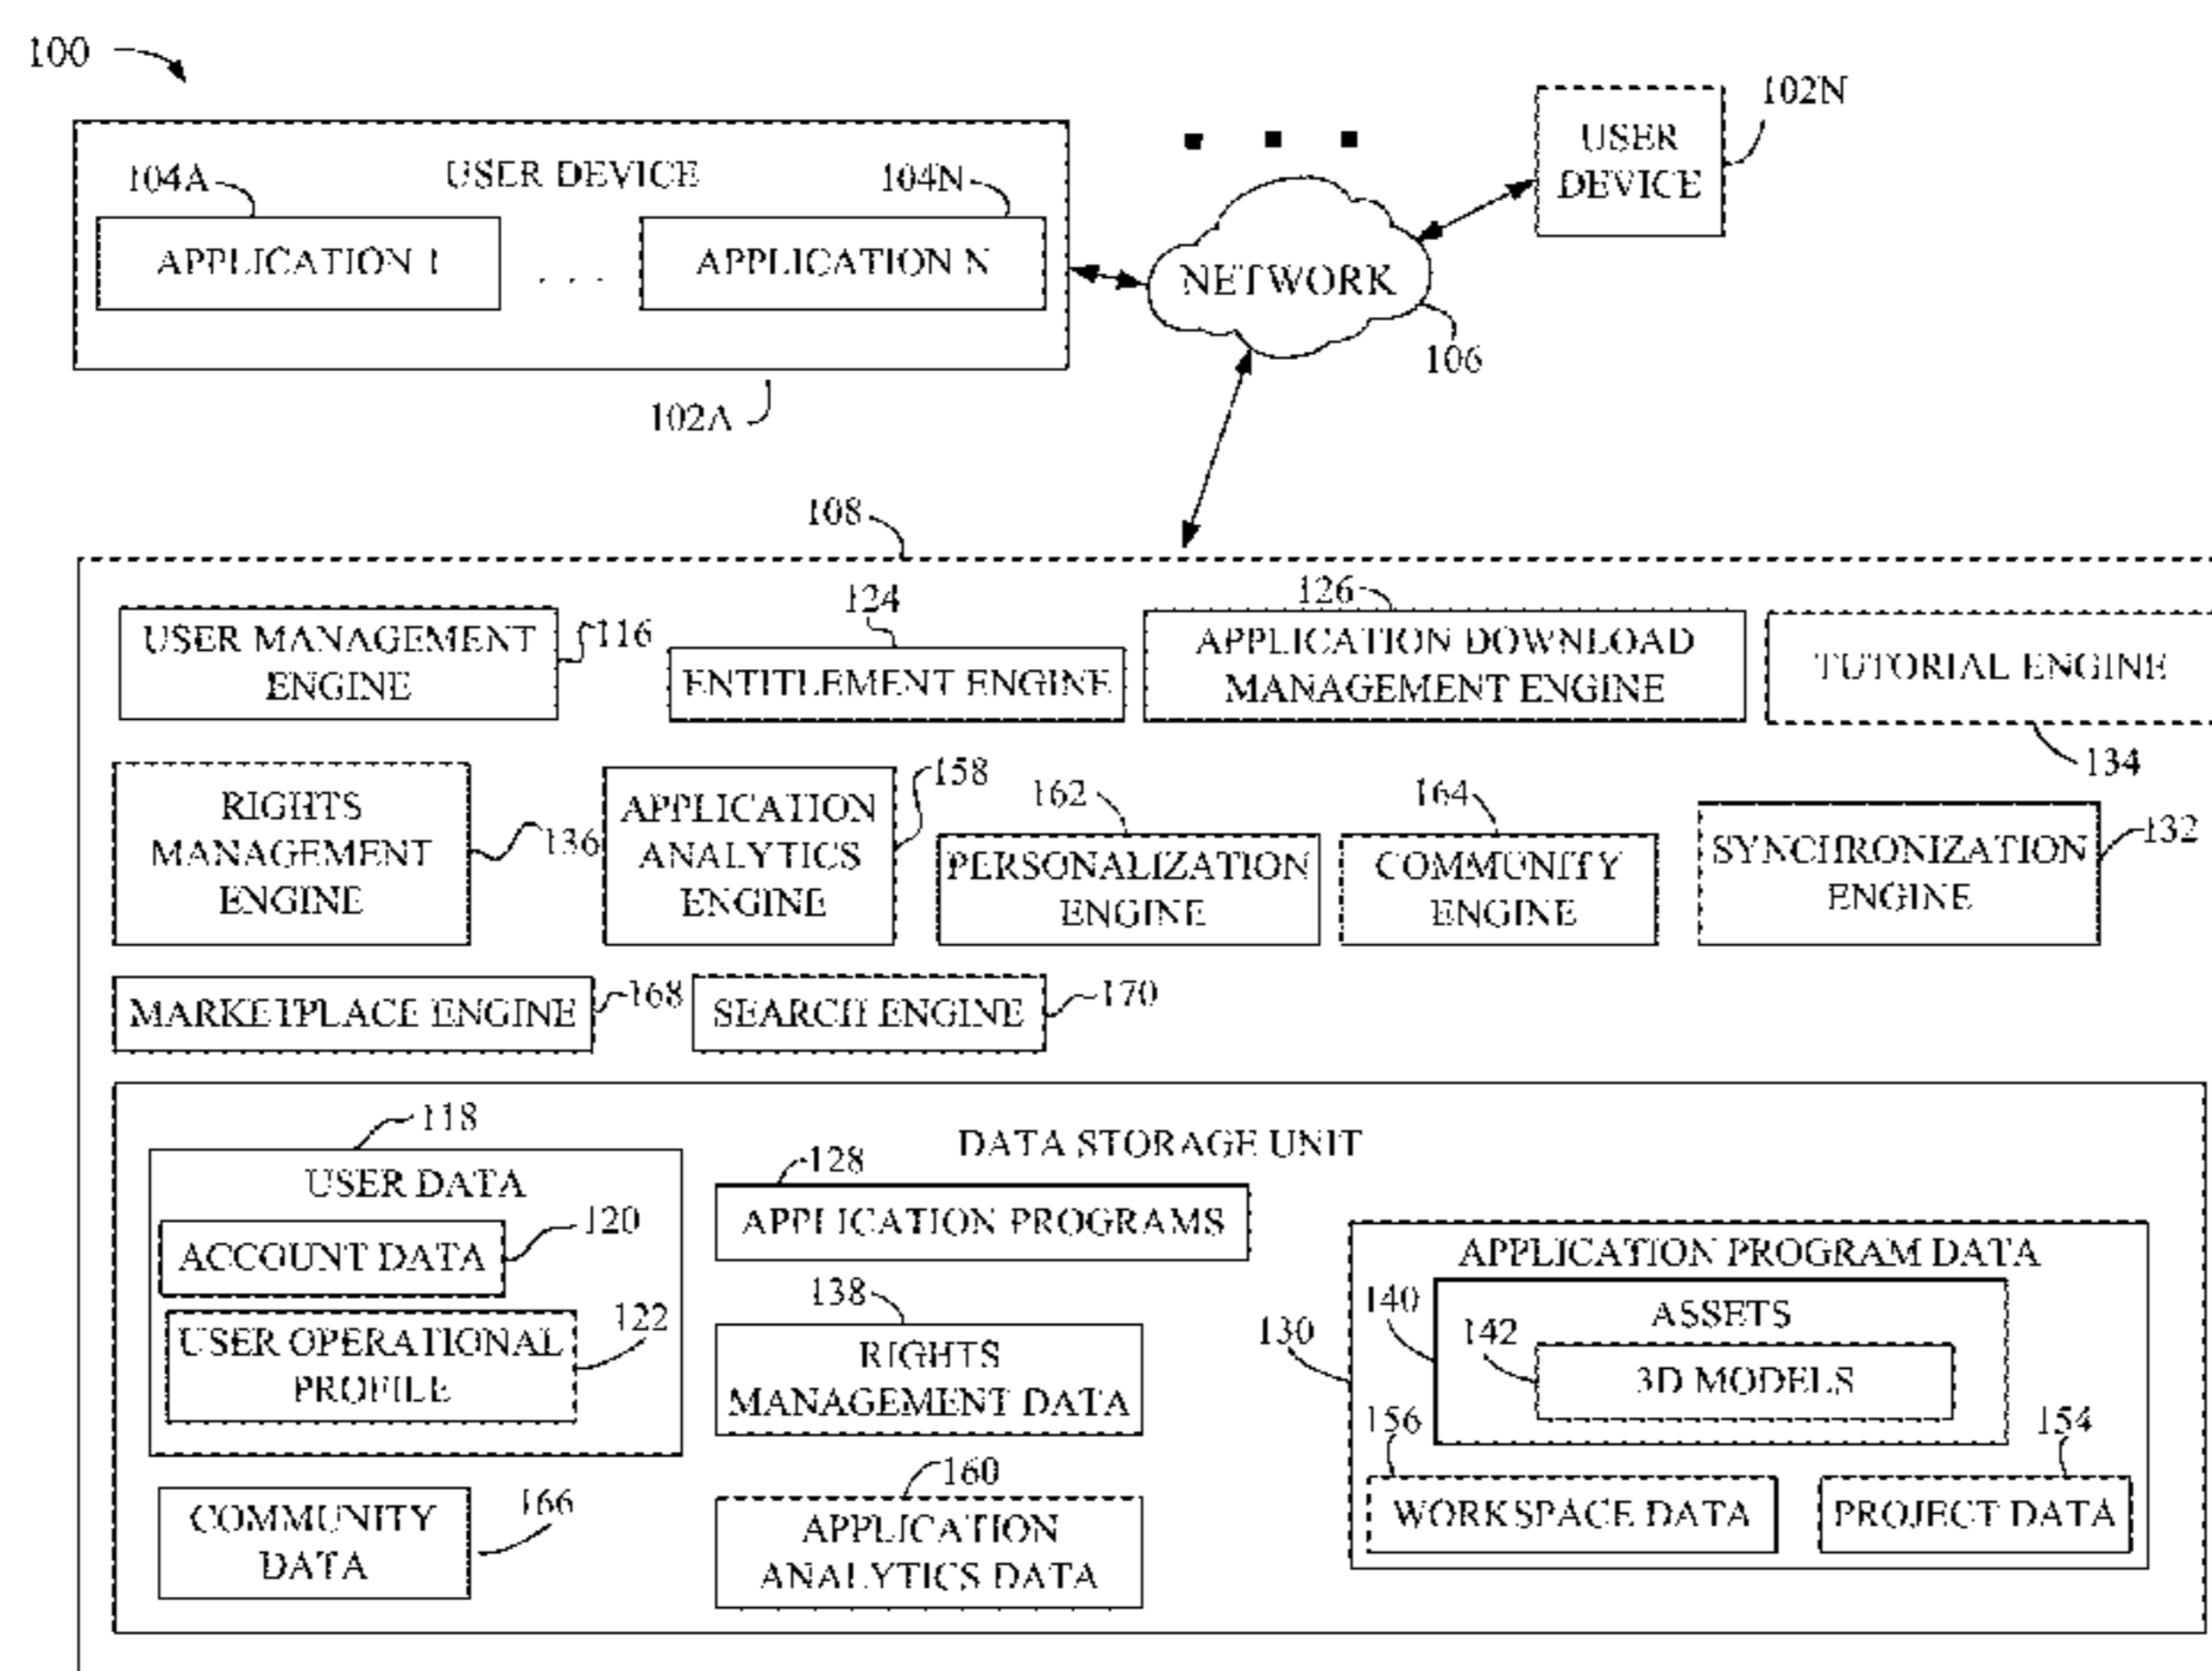 100
102N
USER
DEVICE
104A
USER DEVICE
104N
APPLICATION 1
. . .
APPLICATION N
NETWORK
106
102A
108
124
126
USER MANAGEMENT
ENGINE
116
ENTITLEMENT ENGINE
APPLICATION DOWNLOAD
MANAGEMENT ENGINE
TUTORIAL ENGINE
134
RIGHTS
MANAGEMENT
ENGINE
136
APPLICATION
ANALYTICS
ENGINE
158
162
PERSONALIZATION
ENGINE
164
COMMUNITY
ENGINE
SYNCHRONIZATION
ENGINE
132
MARKETPLACE ENGINE
168
SEARCH ENGINE
170
DATA STORAGE UNIT
118
USER DATA
ACCOUNT DATA
120
USER OPERATIONAL
PROFILE
122
COMMUNITY
DATA
166
128
APPLICATION PROGRAMS
138
RIGHTS
MANAGEMENT DATA
160
APPLICATION
ANALYTICS DATA
130
APPLICATION PROGRAM DATA
140
ASSETS
142
3D MODELS
156
WORKSPACE DATA
154
PROJECT DATA